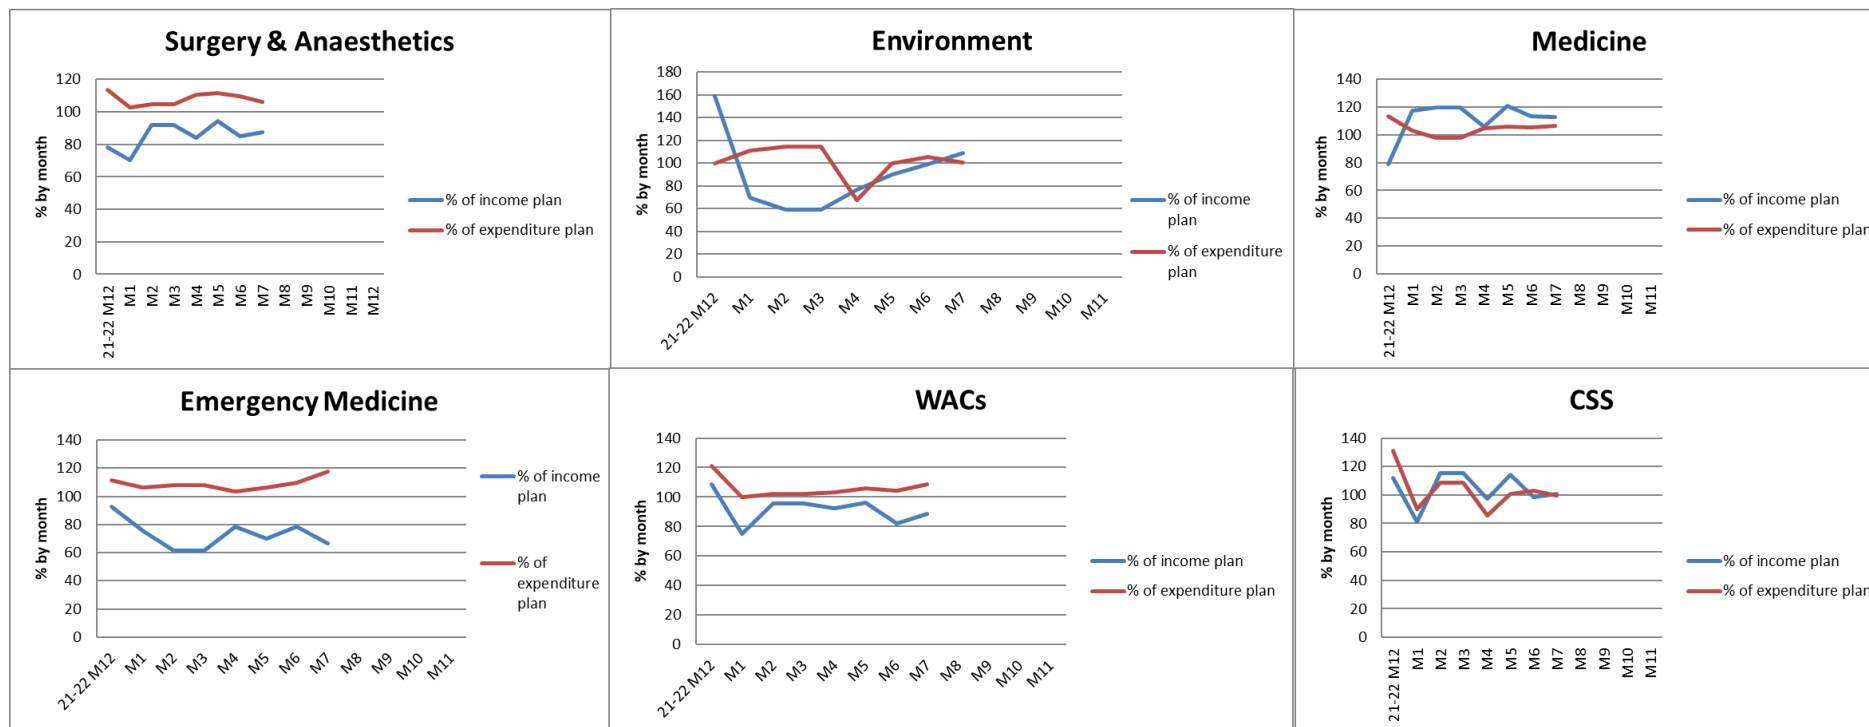 Surgery & Anaesthetics
% by month
120
100
80
60
40
20
0
21-22 M12
M1
M2
M3
M4
M5
M6
M7
M8
M9
M10
M11
M12
% of income plan
% of expenditure plan
Environment
% by month
180
160
140
120
100
80
60
40
20
0
21-22 M12
M1
M2
M3
M4
M5
M6
M7
M8
M9
M10
M11
% of income
plan
% of expenditure
plan
Medicine
% by month
140
120
100
80
60
40
20
0
21-22 M12
M1
M2
M3
M4
M5
M6
M7
M8
M9
M10
M11
% of income plan
% of expenditure plan
Emergency Medicine
% by month
140
120
100
80
60
40
20
0
21-22 M12
M1
M2
M3
M4
M5
M6
M7
M8
M9
M10
M11
% of income
plan
% of
expenditure
plan
WACs
% by month
140
120
100
80
60
40
20
0
21-22 M12
M1
M2
M3
M4
M5
M6
M7
M8
M9
M10
M11
% of income plan
% of expenditure plan
CSS
% by month
140
120
100
80
60
40
20
0
21-22 M12
M1
M2
M3
M4
M5
M6
M7
M8
M9
M10
M11
% of income plan
% of expenditure plan